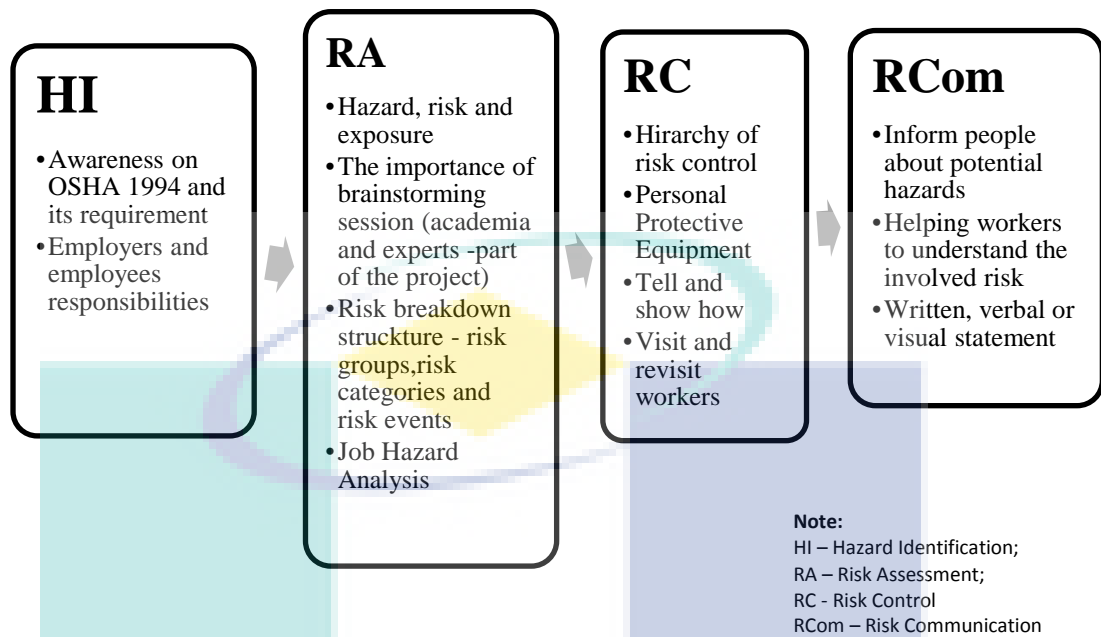 HI
•Awareness on
OSHA 1994 and
its requirement
•Employers and
employees
responsibilities
RA
•Hazard, risk and
exposure
•The importance of
brainstorming
session (academia
and experts -part
of the project)
•Risk breakdown
struckture - risk
groups,risk
categories and
risk events
•Job Hazard
Analysis
RC
•Hirarchy of
risk control
•Personal
Protective
Equipment
•Tell and
show how
•Visit and
revisit
workers
RCom
•Inform people
about potential
hazards
•Helping workers
to understand the
involved risk
•Written, verbal or
visual statement
Note:
HI – Hazard Identification;
RA – Risk Assessment;
RC - Risk Control
RCom – Risk Communication